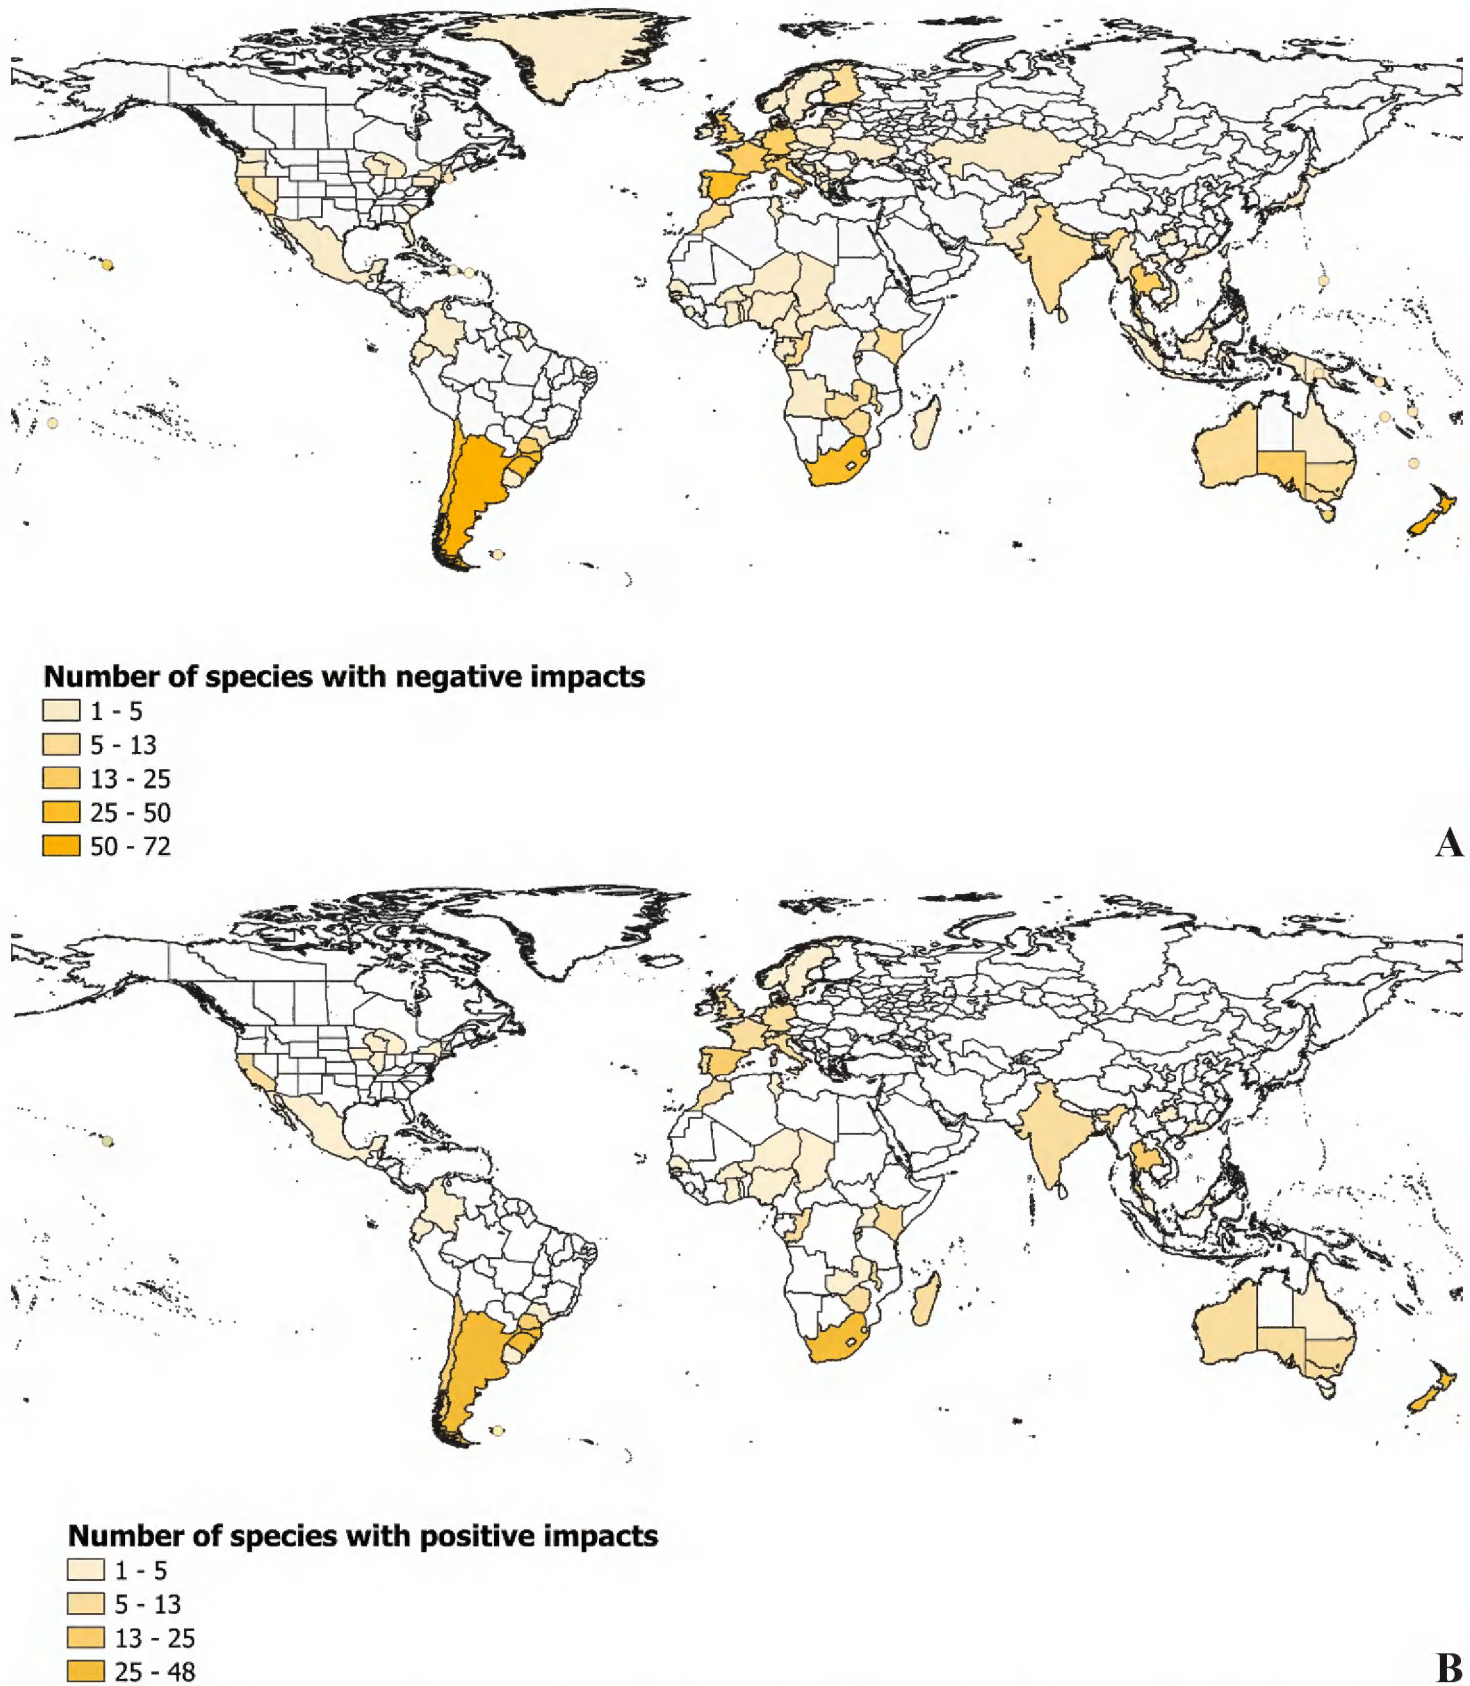 Number of species with negative impacts
1 - 5
5 - 13
13 - 25
25 - 50
50 - 72
A
Number of species with positive impacts
1 - 5
5 - 13
13 - 25
25 - 48
B